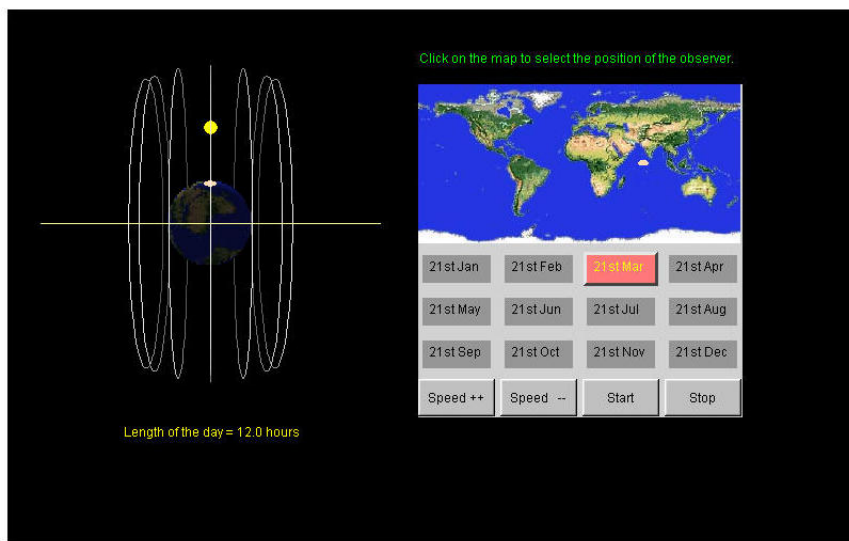 Click on the map to select the position of the observer.
21st Jan 21st Feb 21st Mar 21st Apr
21st May 21st Jun 21st Jul 21st Aug
21st Sep 21st Oct 21st Nov 21st Dec
Speed ++ Speed -- Start Stop
Length of the day = 12.0 hours